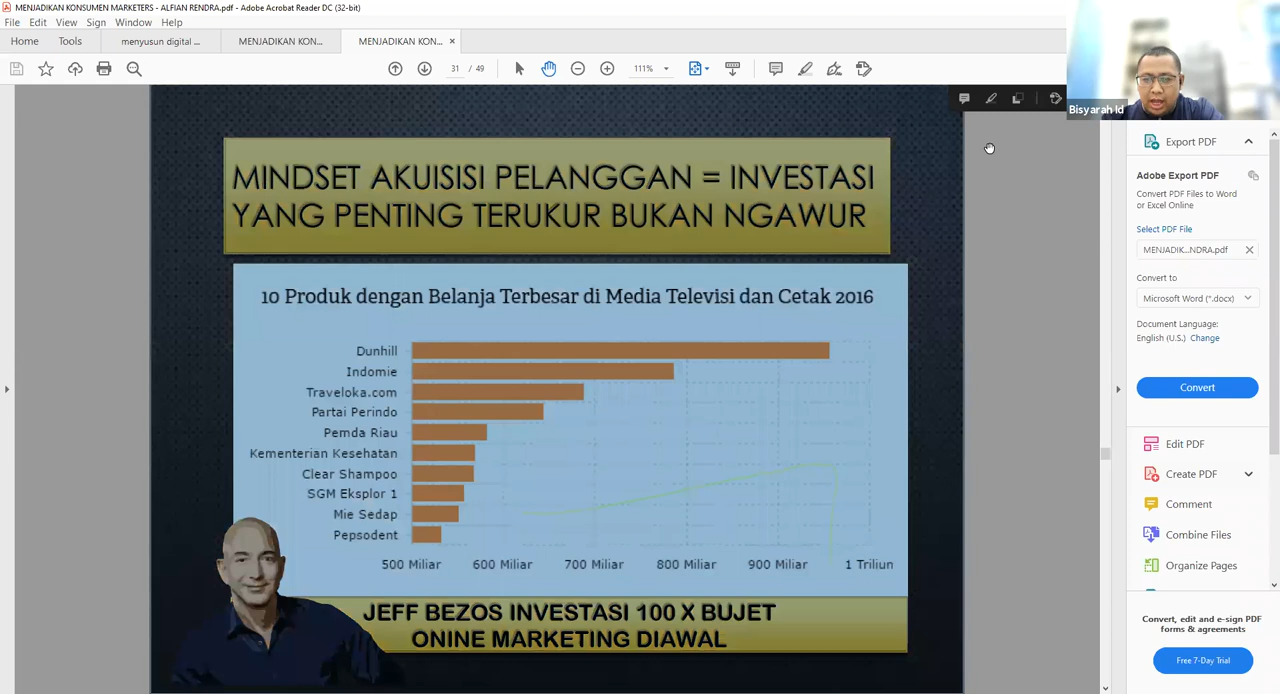 MENJADIKAN KONSUMEN MARKETERS - ALFIAN RENDRA.pdf - Adobe Acrobat Reader DC (32-bit)
File Edit View Sign Window Help
Home Tools menyusun digital ... MENJADIKAN KON... MENJADIKAN KON... ×
31 / 49 111%
Bisyarah Id
MINDSET AKUISISI PELANGGAN = INVESTASI
YANG PENTING TERUKUR BUKAN NGAWUR
10 Produk dengan Belanja Terbesar di Media Televisi dan Cetak 2016
Dunhill
Indomie
Traveloka.com
Partai Perindo
Pemda Riau
Kementerian Kesehatan
Clear Shampoo
SGM Eksplor 1
Mie Sedap
Pepsodent
500 Miliar 600 Miliar 700 Miliar 800 Miliar 900 Miliar 1 Triliun
JEFF BEZOS INVESTASI 100 X BUJET
ONINE MARKETING DIAWAL
Export PDF
Adobe Export PDF
Convert PDF Files to Word
or Excel Online
Select PDF File
MENJADIK...NDRA.pdf
Convert to
Microsoft Word (*.docx)
Document Language:
English (U.S.) Change
Convert
Edit PDF
Create PDF
Comment
Combine Files
Organize Pages
Convert, edit and e-sign PDF
forms & agreements
Free 7-Day Trial